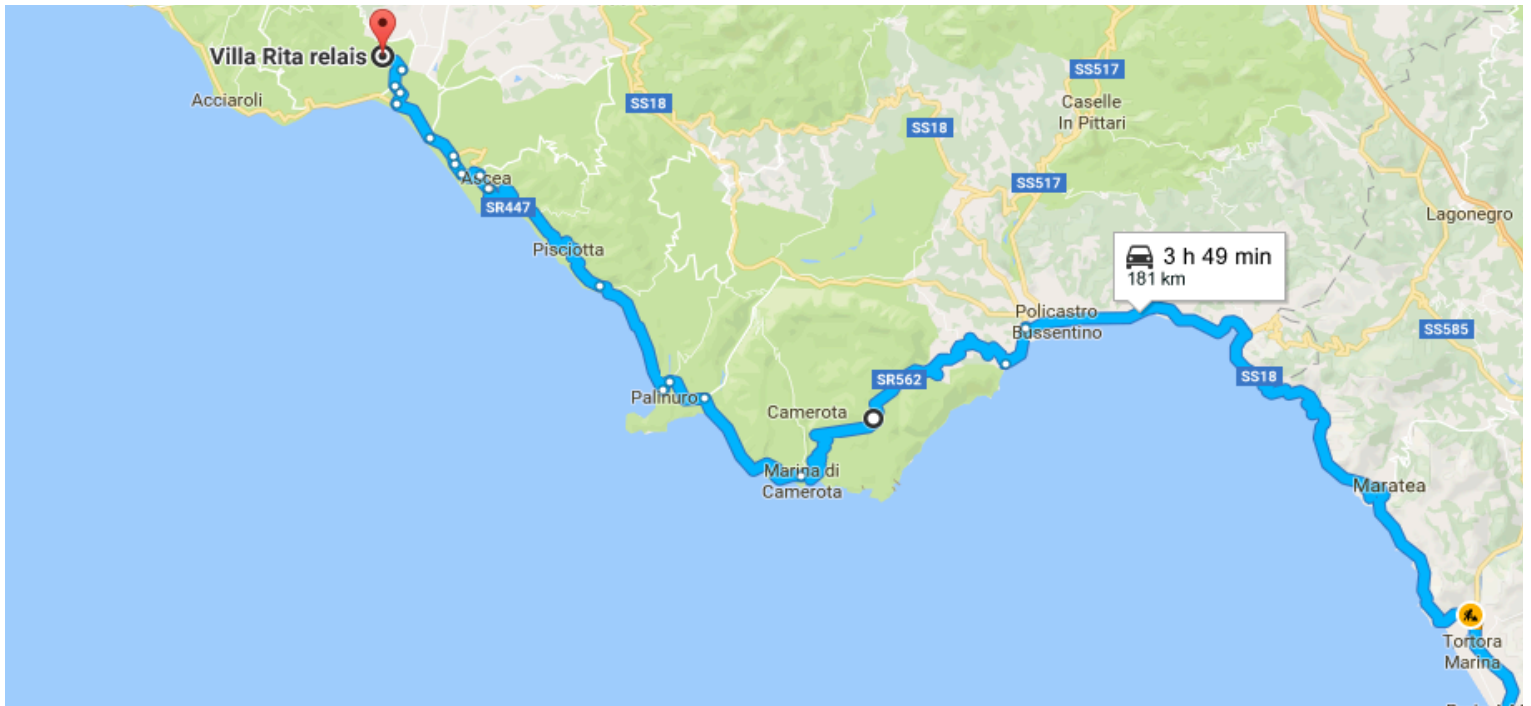 Villa Rita relais
Acciaroli
SS18
SS517
Caselle
In Pittari
SS18
SS517
Ascea
SR447
Lagonegro
Pisciotta
3 h 49 min
181 km
Policastro
Bussentino
SS585
SS18
SR562
Palinuro
Camerota
Marina di
Camerota
Maratea
Tortora
Marina